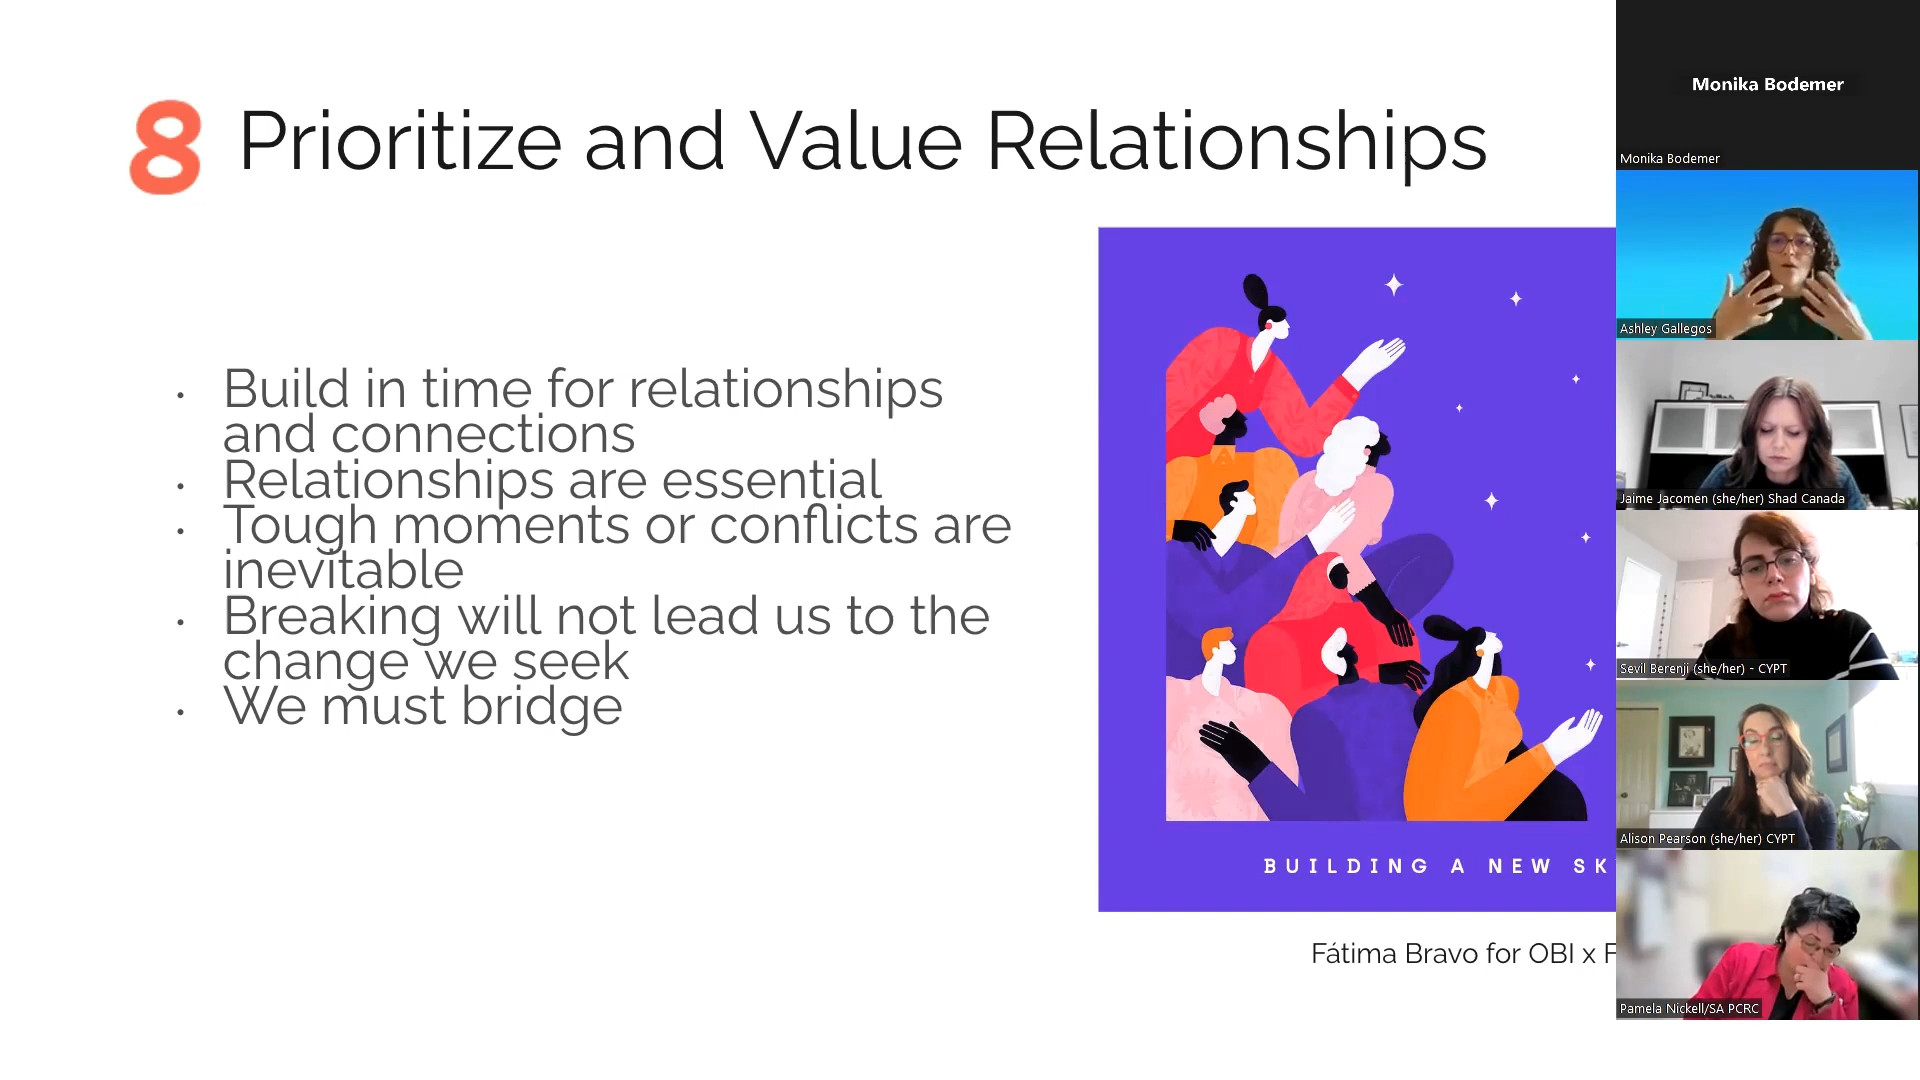 8 Prioritize and Value Relationships
• Build in time for relationships
and connections
• Relationships are essential
• Tough moments or conflicts are
inevitable
• Breaking will not lead us to the
change we seek
• We must bridge
BUILDING A NEW SK
Fátima Bravo for OBI x F
Monika Bodemer
Monika Bodemer
Ashley Gallegos
Jaime Jacomen (she/her) Shad Canada
Sevil Berenji (she/her) - CYPT
Alison Pearson (she/her) CYPT
Pamela Nickell/SA PCRC